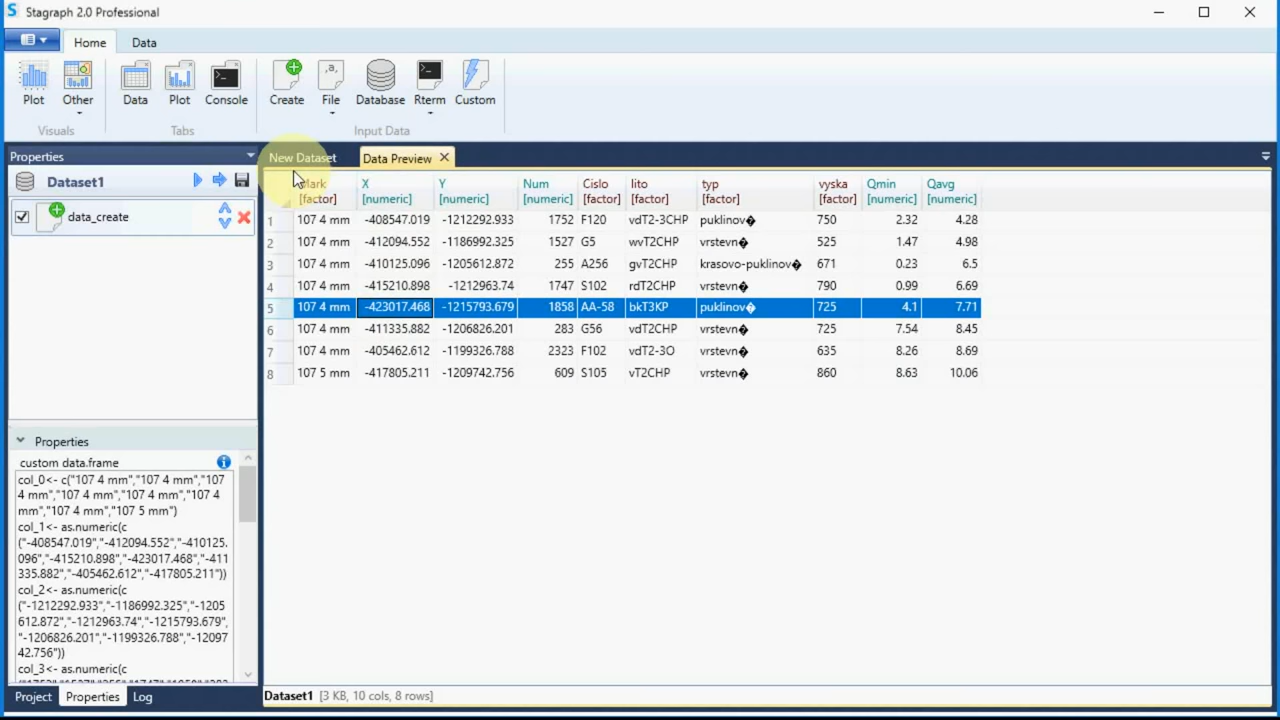 Stagraph 2.0 Professional
Home Data
Plot Other Data Plot Console Create File Database Rterm Custom
Visuals Tabs Input Data
Properties
Dataset1
data_create
New Dataset Data Preview
Mark X Y Num Cislo lito typ vyska Qmin Qavg
[factor] [numeric] [numeric] [numeric] [factor] [factor] [factor] [factor] [numeric] [numeric]
1 107 4 mm -408547.019 -1212292.933 1752 F120 vdT2-3CHP puklinov� 750 2.32 4.28
2 107 4 mm -412094.552 -1186992.325 1527 G5 wvT2CHP vrstevn� 525 1.47 4.98
3 107 4 mm -410125.096 -1205612.872 255 A256 gvT2CHP krasovo-puklinov� 671 0.23 6.5
4 107 4 mm -415210.898 -1212963.74 1747 S102 rdT2CHP vrstevn� 790 0.99 6.69
5 107 4 mm -423017.468 -1215793.679 1858 AA-58 bkT3KP puklinov� 725 4.1 7.71
6 107 4 mm -411335.882 -1206826.201 283 G56 vdT2CHP vrstevn� 725 7.54 8.45
7 107 4 mm -405462.612 -1199326.788 2323 F102 vdT2-3O vrstevn� 635 8.26 8.69
8 107 5 mm -417805.211 -1209742.756 609 S105 vT2CHP vrstevn� 860 8.63 10.06
Properties
custom data.frame
col_0<- c("107 4 mm","107 4 mm","107
4 mm","107 4 mm","107 4 mm","107 4
mm","107 4 mm","107 5 mm")
col_1<- as.numeric(c
("-408547.019","-412094.552","-410125.
096","-415210.898","-423017.468","-411
335.882","-405462.612","-417805.211"))
col_2<- as.numeric(c
("-1212292.933","-1186992.325","-1205
612.872","-1212963.74","-1215793.679",
"-1206826.201","-1199326.788","-12097
42.756"))
col_3<- as.numeric(c
Project Properties Log
Dataset1 [3 KB, 10 cols, 8 rows]